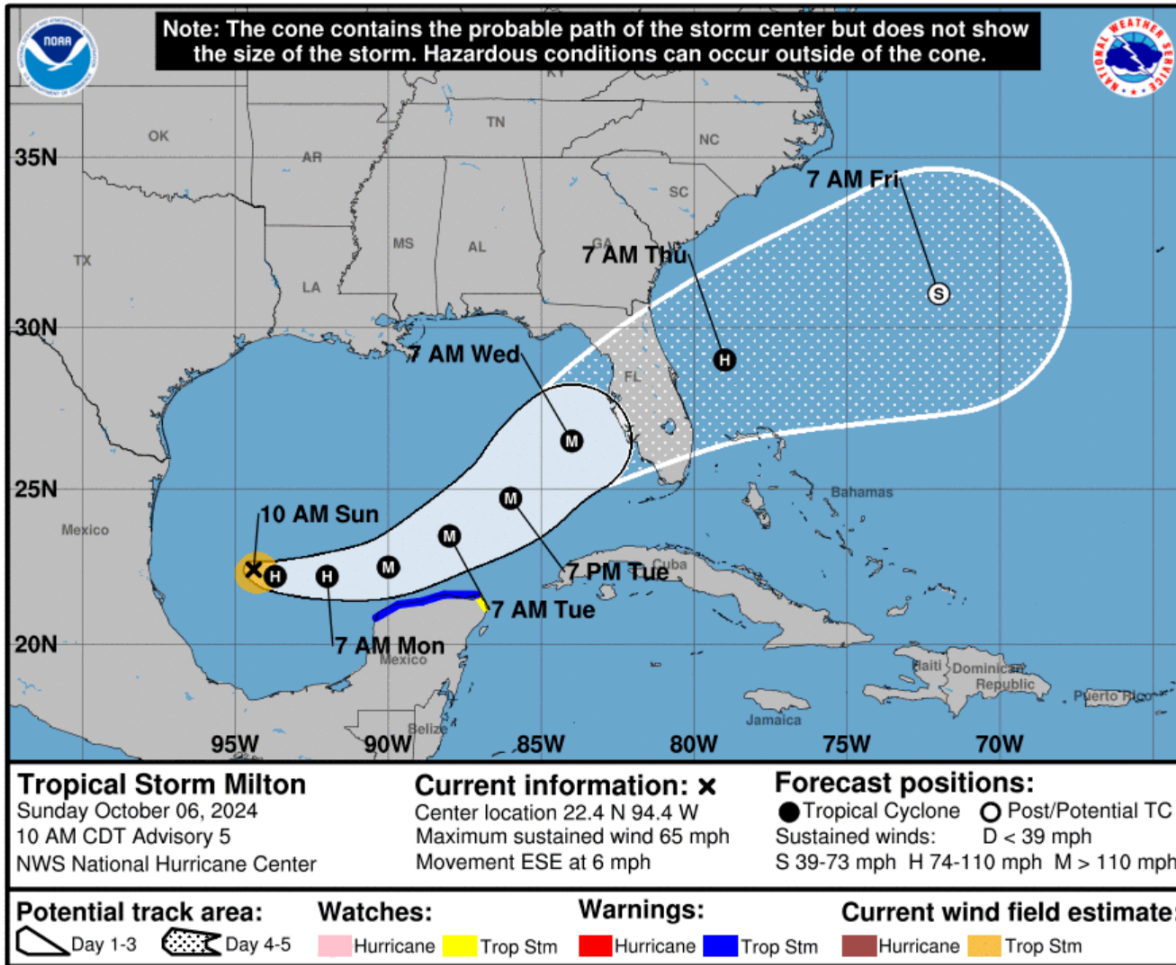 Note: The cone contains the probable path of the storm center but does not show
the size of the storm. Hazardous conditions can occur outside of the cone.
NOAA
NATIONAL WEATHER SERVICE
KY
OK
TN
NC
AR
35N
7 AM Fri
SC
MS
AL
GA
TX
7 AM Thu
LA
S
30N
7 AM Wed
H
FL
M
25N
M
Bahamas
10 AM Sun
Mexico
M
H
H
M
7 PM Tue
Cuba
7 AM Tue
20N
7 AM Mon
Mexico
Haiti
Dominican
Republic
Puerto Rico
Jamaica
Belize
95W
90W
85W
80W
75W
70W
Tropical Storm Milton
Sunday October 06, 2024
10 AM CDT Advisory 5
NWS National Hurricane Center
Current information: ×
Center location 22.4 N 94.4 W
Maximum sustained wind 65 mph
Movement ESE at 6 mph
Forecast positions:
Tropical Cyclone Post/Potential TC
Sustained winds: D < 39 mph
S 39-73 mph H 74-110 mph M > 110 mph
Potential track area:
Day 1-3 Day 4-5
Watches:
Hurricane Trop Stm
Warnings:
Hurricane Trop Stm
Current wind field estimate:
Hurricane Trop Stm